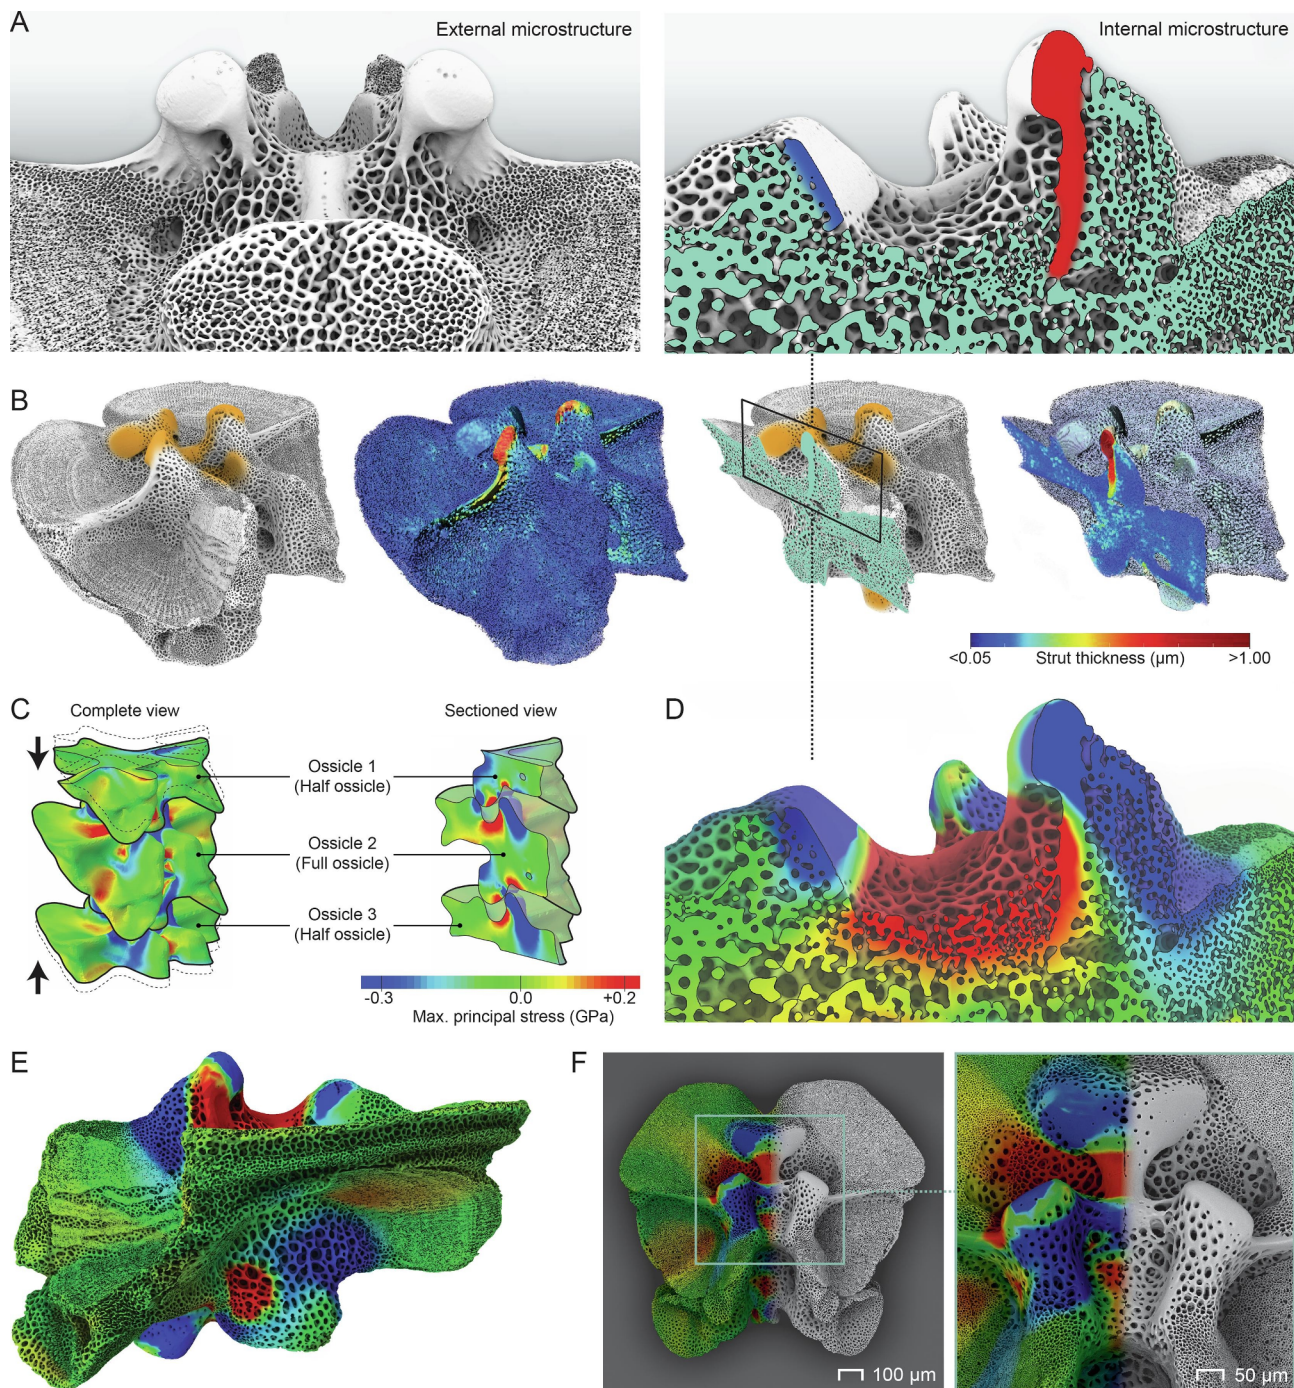 A
External microstructure
Internal microstructure
B
<0.05
Strut thickness (μm)
>1.00
C
Complete view
Sectioned view
D
Ossicle 1
(Half ossicle)
Ossicle 2
(Full ossicle)
Ossicle 3
(Half ossicle)
-0.3
0.0
+0.2
Max. principal stress (GPa)
E
F
100 μm
50 μm